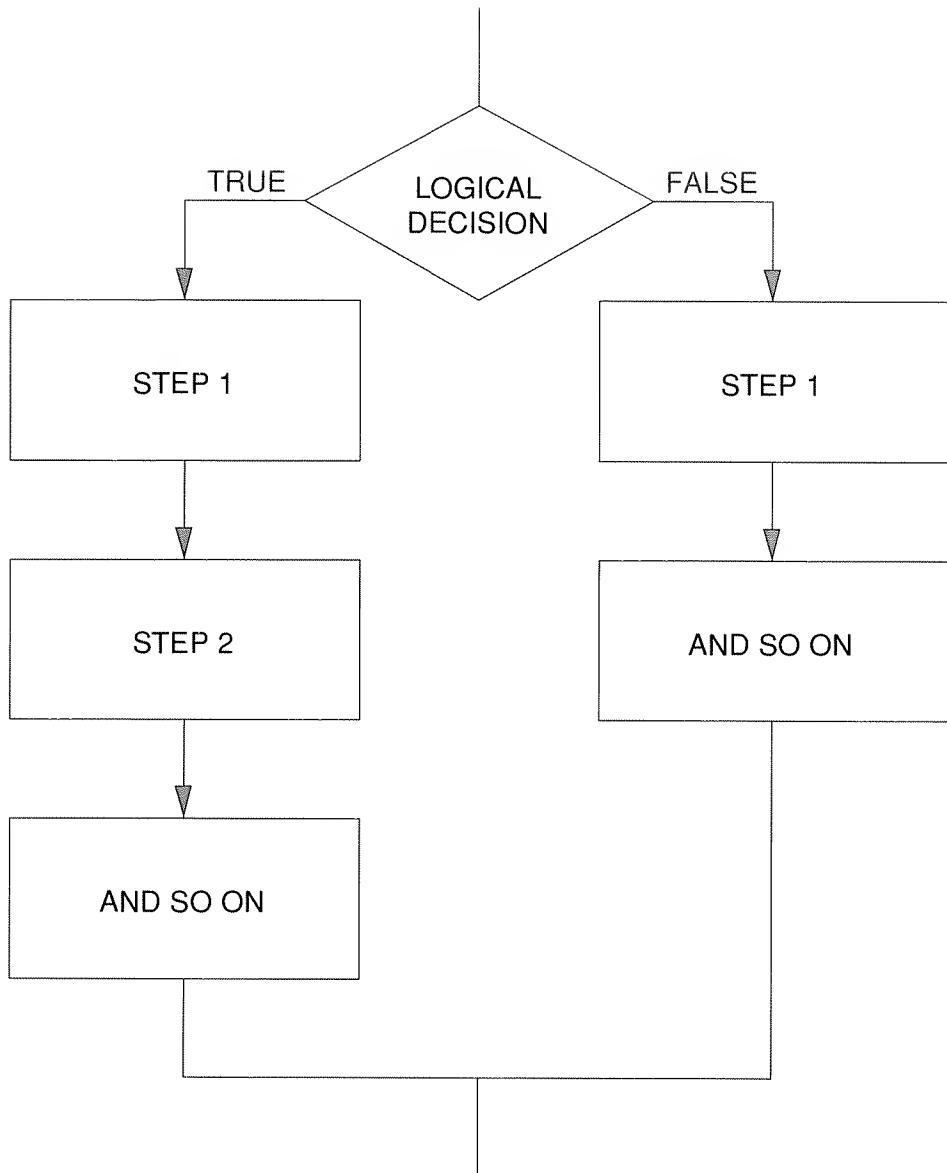 TRUE
LOGICAL
DECISION
FALSE
STEP 1
STEP 1
STEP 2
AND SO ON
AND SO ON